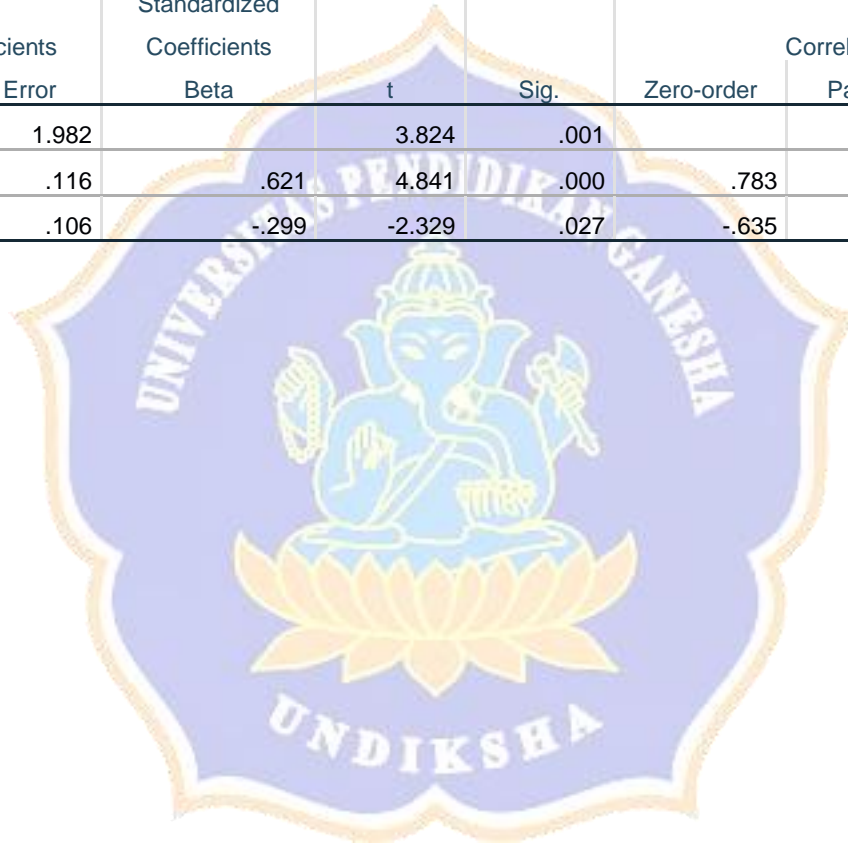 Standardized
cients Coefficients Correl
Error Beta t Sig. Zero-order Pa
1.982 3.824 .001
.116 .621 4.841 .000 .783
.106 -.299 -2.329 .027 -.635
UNIVERSITAS PENDIDIKAN GANESHA
UNDIKSHA